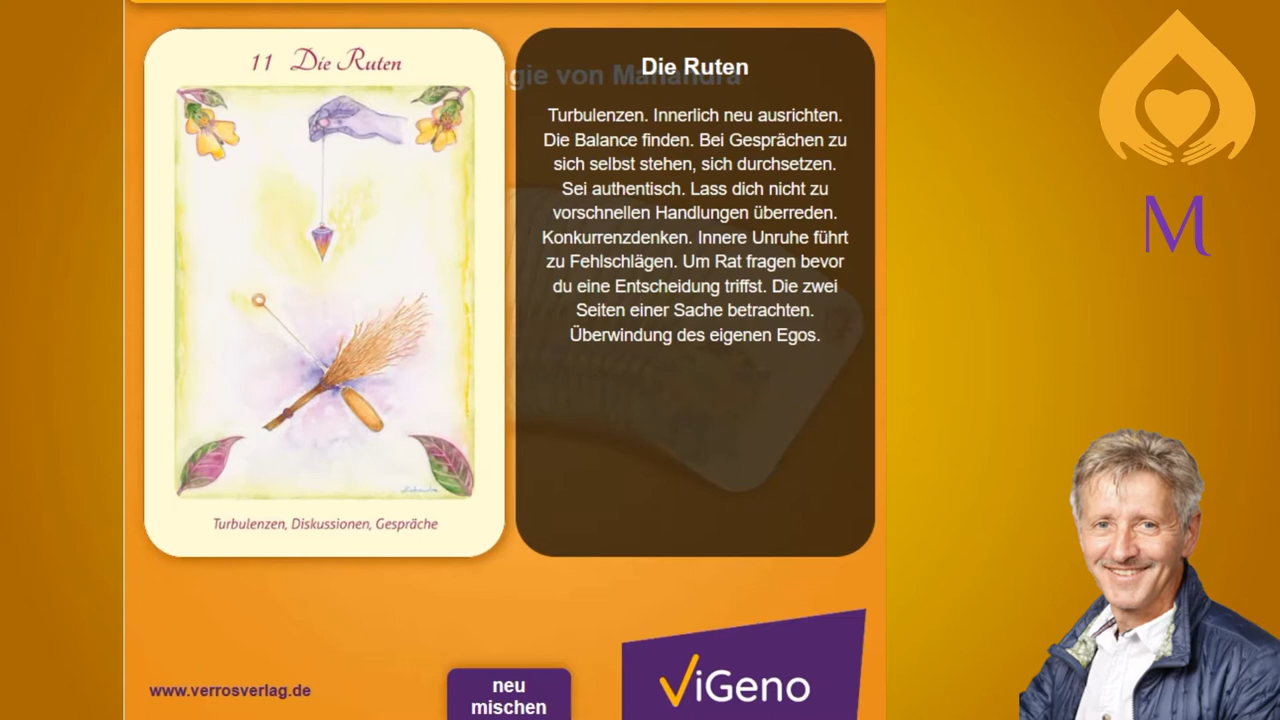 11 Die Ruten
Turbulenzen, Diskussionen, Gespräche
gie von Mahandra
Die Ruten
Turbulenzen. Innerlich neu ausrichten.
Die Balance finden. Bei Gesprächen zu
sich selbst stehen, sich durchsetzen.
Sei authentisch. Lass dich nicht zu
vorschnellen Handlungen überreden.
Konkurrenzdenken. Innere Unruhe führt
zu Fehlschlägen. Um Rat fragen bevor
du eine Entscheidung triffst. Die zwei
Seiten einer Sache betrachten.
Überwindung des eigenen Egos.
www.verrosverlag.de
neu
mischen
ViGeno
M